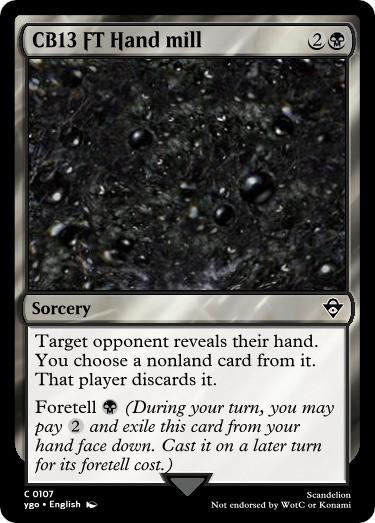 CB13 FT Hand mill 2
Sorcery
Target opponent reveals their hand.
You choose a nonland card from it.
That player discards it.
Foretell (During your turn, you may
pay 2 and exile this card from your
hand face down. Cast it on a later turn
for its foretell cost.)
C 0107 Scandelion
ygo • English Not endorsed by WotC or Konami